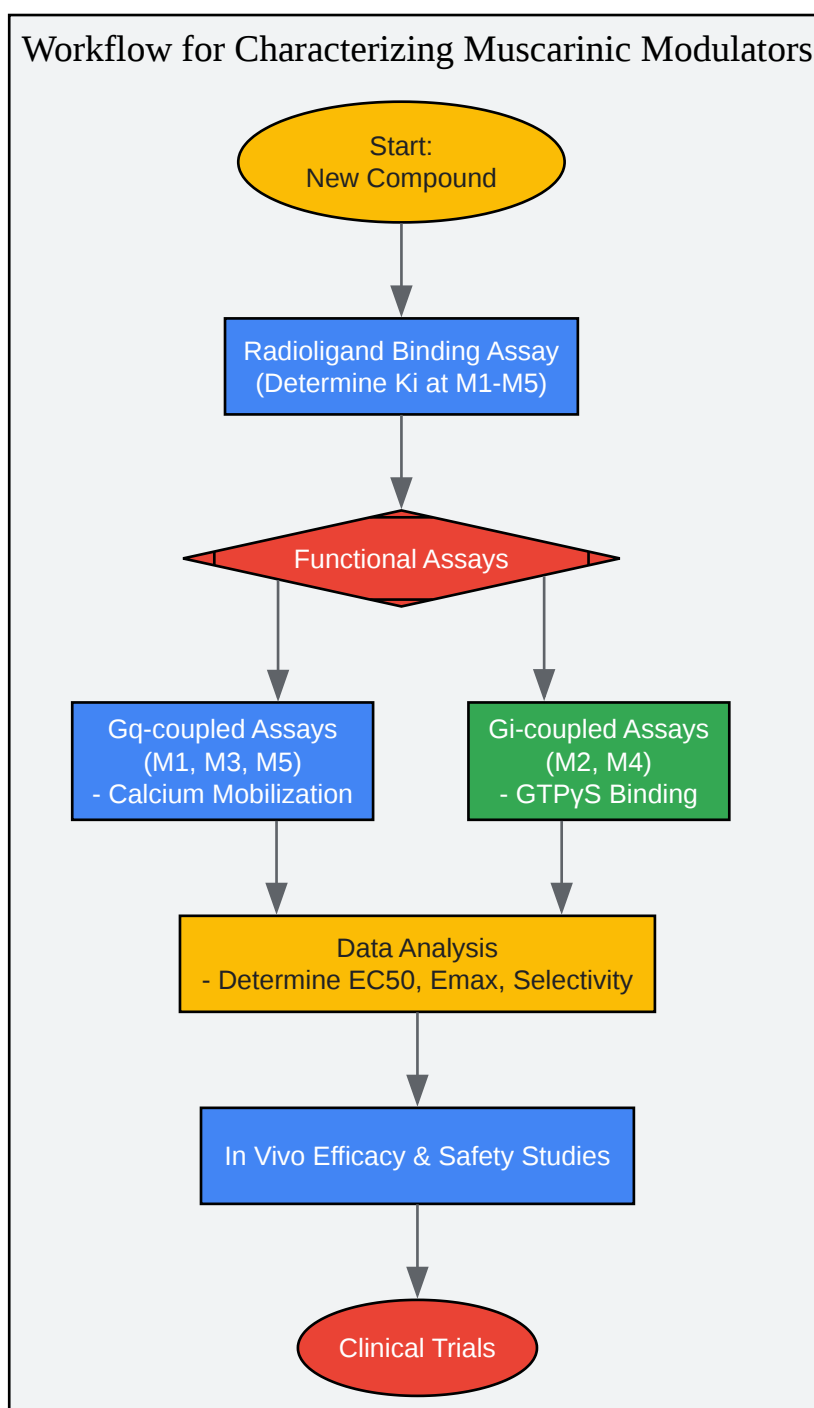 Workflow for Characterizing Muscarinic Modulators
Start:
New Compound
Radioligand Binding Assay
(Determine Ki at M1-M5)
Functional Assays
Gq-coupled Assays
(M1, M3, M5)
- Calcium Mobilization
Gi-coupled Assays
(M2, M4)
- GTPγS Binding
Data Analysis
- Determine EC50, Emax, Selectivity
In Vivo Efficacy & Safety Studies
Clinical Trials